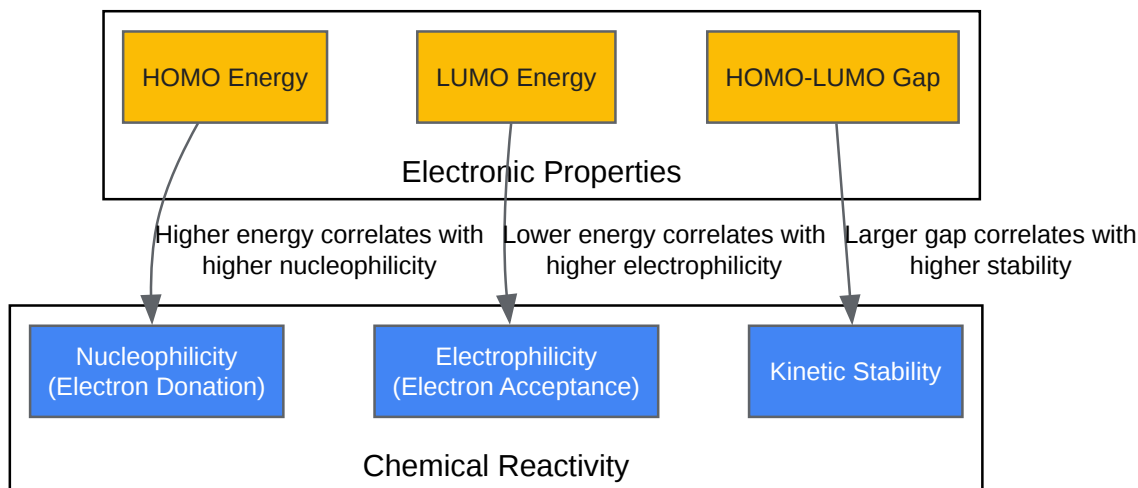 HOMO Energy
LUMO Energy
HOMO-LUMO Gap
Electronic Properties
Higher energy correlates with
higher nucleophilicity
Lower energy correlates with
higher electrophilicity
Larger gap correlates with
higher stability
Nucleophilicity
(Electron Donation)
Electrophilicity
(Electron Acceptance)
Kinetic Stability
Chemical Reactivity